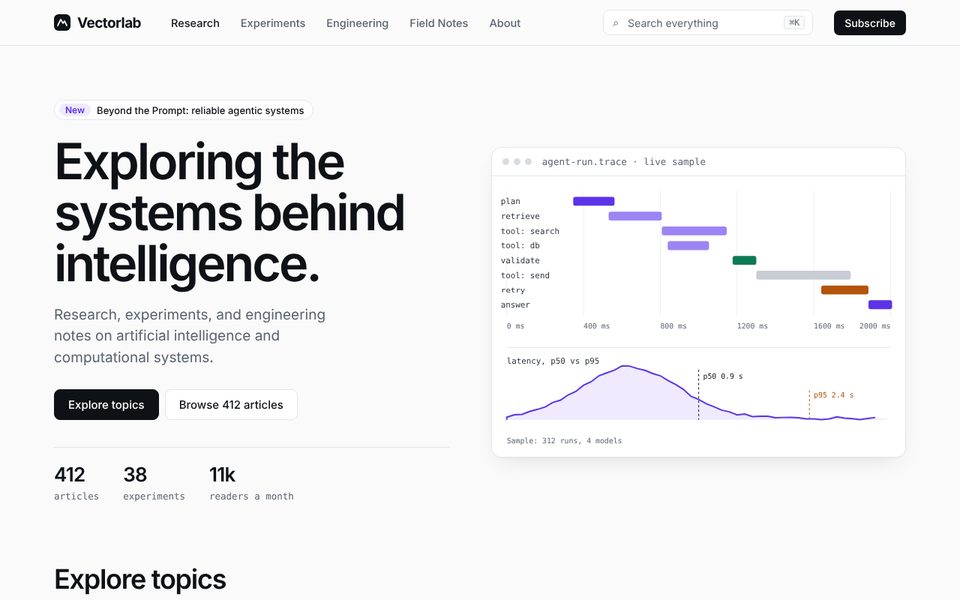 Vectorlab
Research
Experiments
Engineering
Field Notes
About
Search everything
⌘K
Subscribe
New Beyond the Prompt: reliable agentic systems
Exploring the
systems behind
intelligence.
Research, experiments, and engineering
notes on artificial intelligence and
computational systems.
Explore topics
Browse 412 articles
412
articles
38
experiments
11k
readers a month
agent-run.trace · live sample
plan
retrieve
tool: search
tool: db
validate
tool: send
retry
answer
0 ms
400 ms
800 ms
1200 ms
1600 ms
2000 ms
latency, p50 vs p95
p50 0.9 s
p95 2.4 s
Sample: 312 runs, 4 models
Explore topics